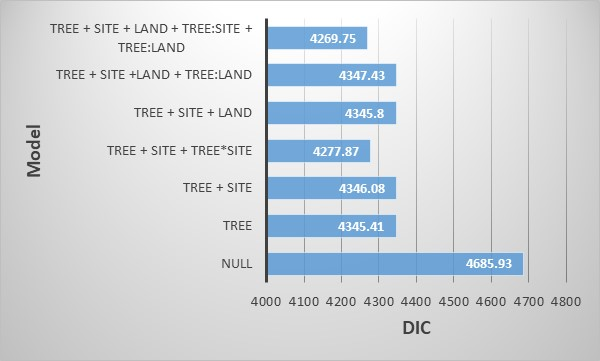 TREE + SITE + LAND + TREE:SITE +
TREE:LAND
4269.75
TREE + SITE +LAND + TREE:LAND
4347.43
TREE + SITE + LAND
4345.8
TREE + SITE + TREE*SITE
4277.87
TREE + SITE
4346.08
TREE
4345.41
NULL
4685.93
Model
4000 4100 4200 4300 4400 4500 4600 4700 4800
DIC